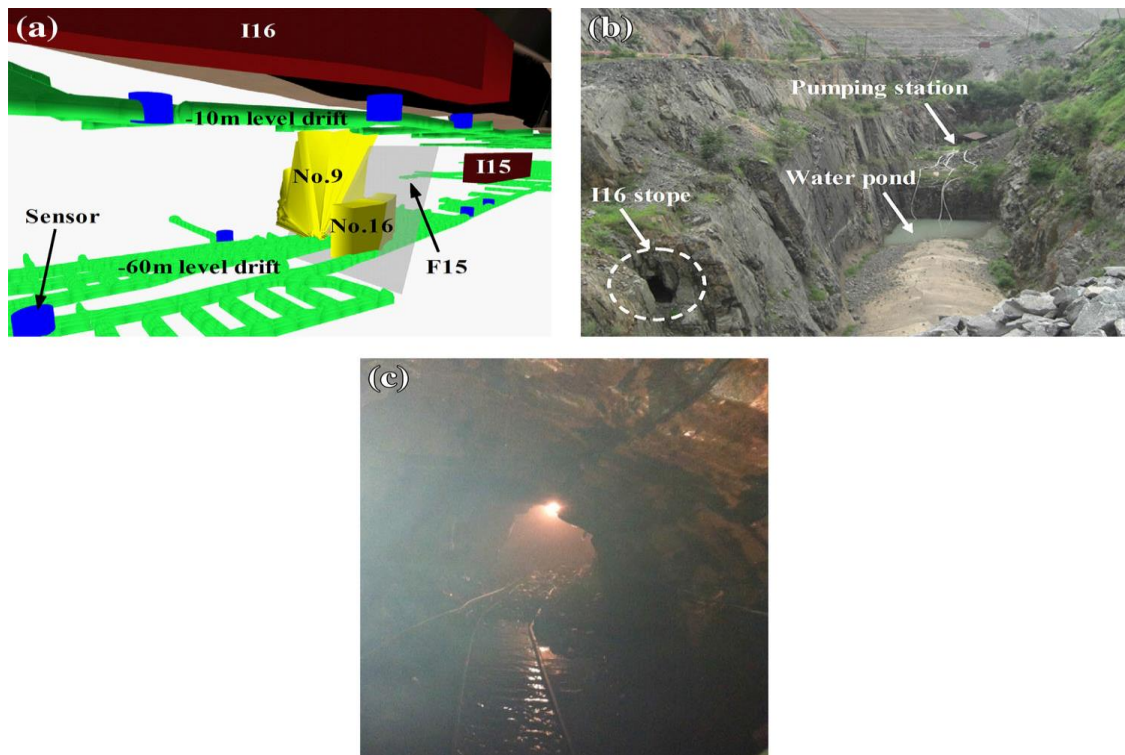 (a)
I16
-10m level drift
No.9
I15
No.16
Sensor
F15
-60m level drift
(b)
Pumping station
Water pond
I16 stope
(c)